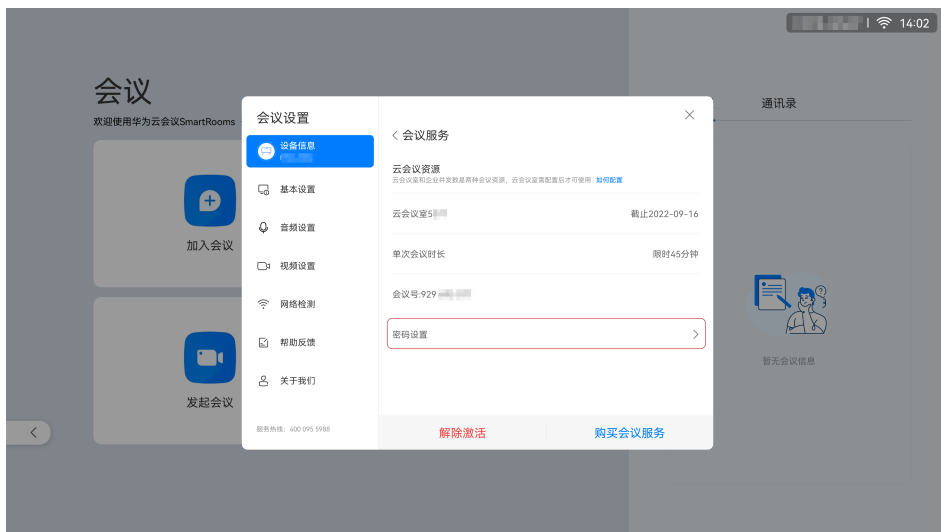 14:02
会议
欢迎使用华为云会议SmartRooms
通讯录
加入会议
发起会议
暂无会议信息
会议设置
设备信息
基本设置
音频设置
视频设置
网络检测
帮助反馈
关于我们
服务热线: 400 095 5988
会议服务
云会议资源
云会议室和企业并发数是两种会议资源，云会议室需配置后才可使用 如何配置
云会议室5
截止2022-09-16
单次会议时长
限时45分钟
会议号:929
密码设置
解除激活
购买会议服务